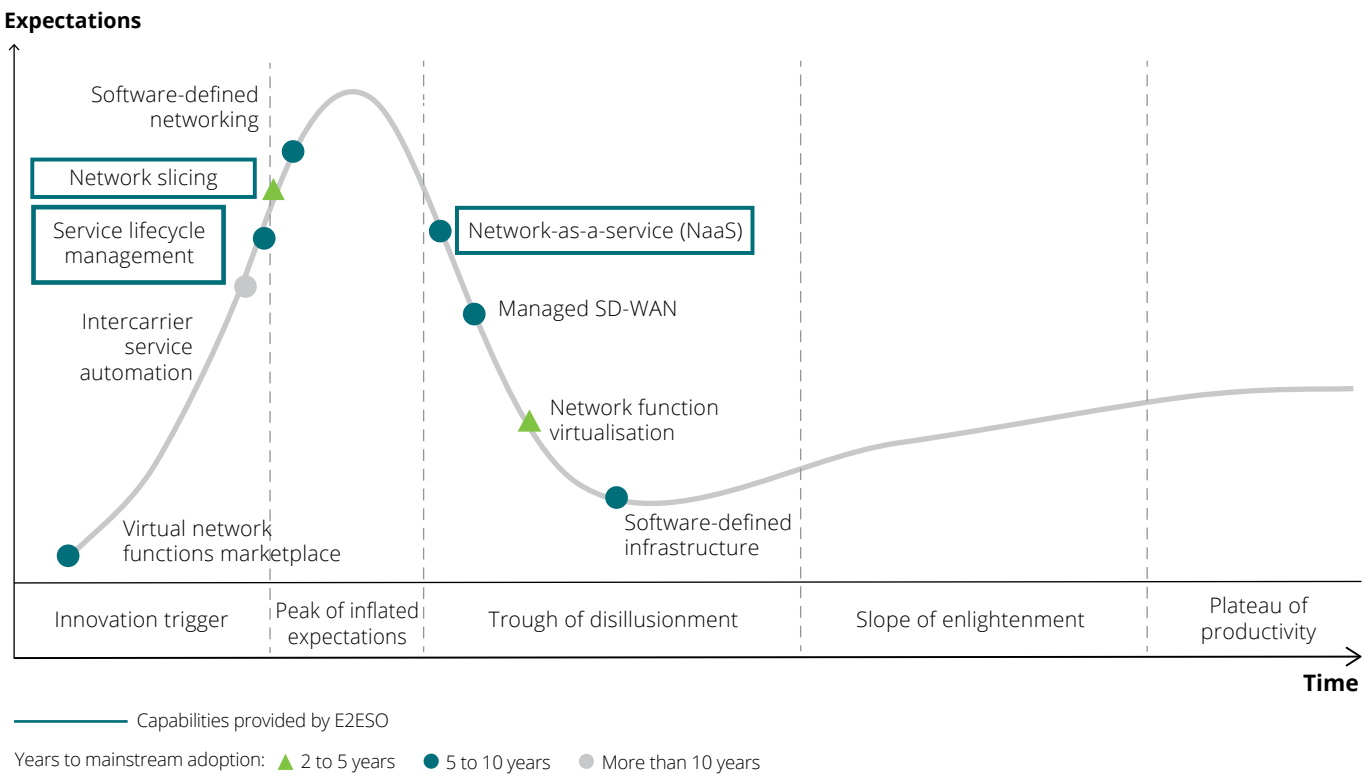 Expectations
Software-defined
networking
Network slicing
Service lifecycle
management
Intercarrier
service
automation
Virtual network
functions marketplace
Network-as-a-service (NaaS)
Managed SD-WAN
Network function
virtualisation
Software-defined
infrastructure
Innovation trigger
Peak of inflated
expectations
Trough of disillusionment
Slope of enlightenment
Plateau of
productivity
Time
Capabilities provided by E2ESO
Years to mainstream adoption: 2 to 5 years 5 to 10 years More than 10 years